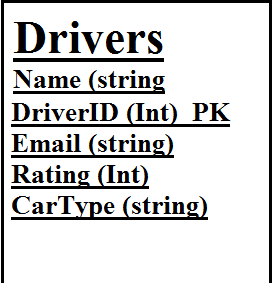 Drivers
Name (string
DriverID (Int)  PK
Email (string)
Rating (Int)
CarType (string)